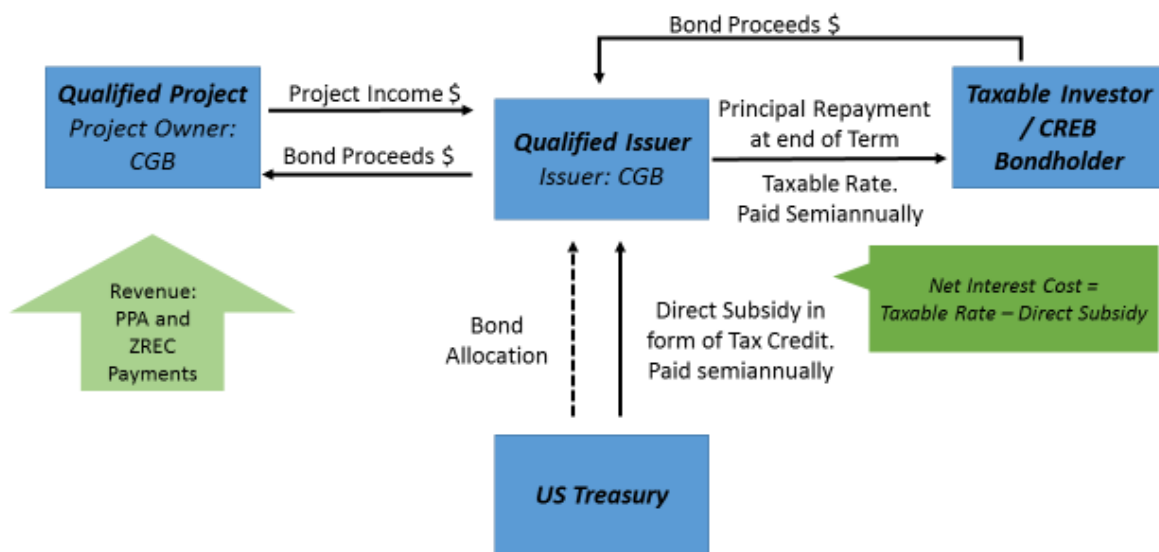 Bond Proceeds $
Qualified Project
Project Owner:
CGB
Project Income $
Bond Proceeds $
Qualified Issuer
Issuer: CGB
Principal Repayment
at end of Term
Taxable Rate.
Paid Semiannually
Taxable Investor
/ CREB
Bondholder
Revenue:
PPA and
ZREC
Payments
Bond
Allocation
Direct Subsidy in
form of Tax Credit.
Paid semiannually
Net Interest Cost =
Taxable Rate – Direct Subsidy
US Treasury